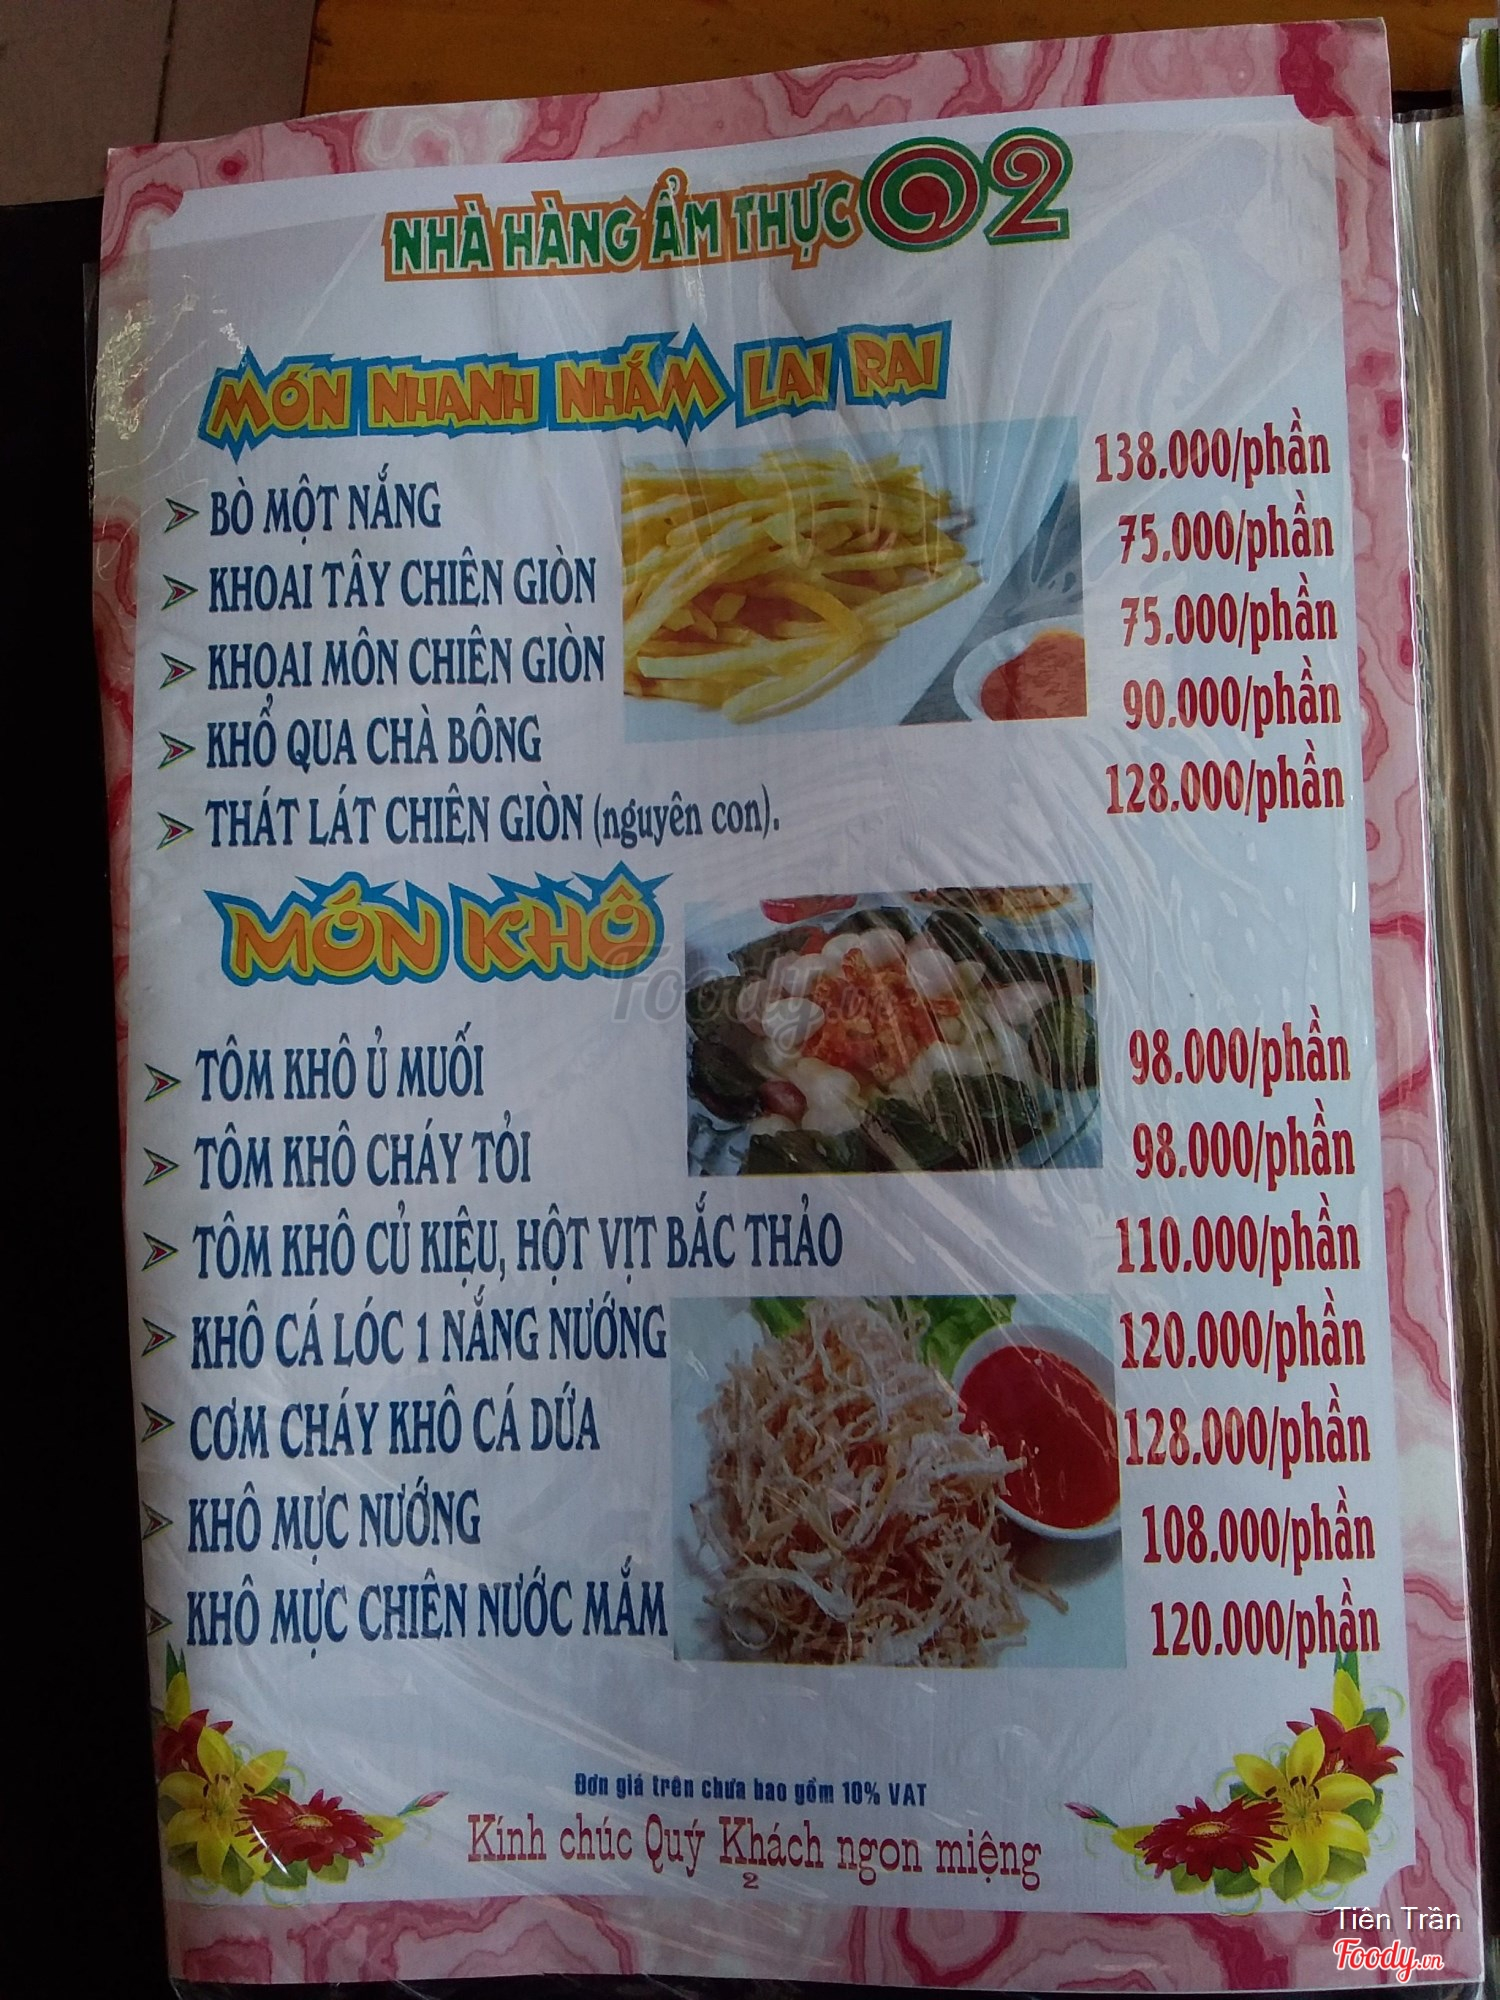 NHÀ HÀNG ẨM THỰC 02
MÓN NHANH NHẮM LAI RAI
BÒ MỘT NẮNG 138.000/phần
KHOAI TÂY CHIÊN GIÒN 75.000/phần
KHOAI MÔN CHIÊN GIÒN 75.000/phần
KHỔ QUA CHÀ BÔNG 90.000/phần
THÁT LÁT CHIÊN GIÒN (nguyên con). 128.000/phần
MÓN KHÔ
Foody.vn
TÔM KHÔ Ủ MUỐI 98.000/phần
TÔM KHÔ CHÁY TỎI 98.000/phần
TÔM KHÔ CỦ KIỆU, HỘT VỊT BẮC THẢO 110.000/phần
KHÔ CÁ LÓC 1 NẮNG NƯỚNG 120.000/phần
CƠM CHÁY KHÔ CÁ DỨA 128.000/phần
KHÔ MỰC NƯỚNG 108.000/phần
KHÔ MỰC CHIÊN NƯỚC MẮM 120.000/phần
Đơn giá trên chưa bao gồm 10% VAT
Kính chúc Quý Khách ngon miệng
2
Tiên Trần
Foody.vn